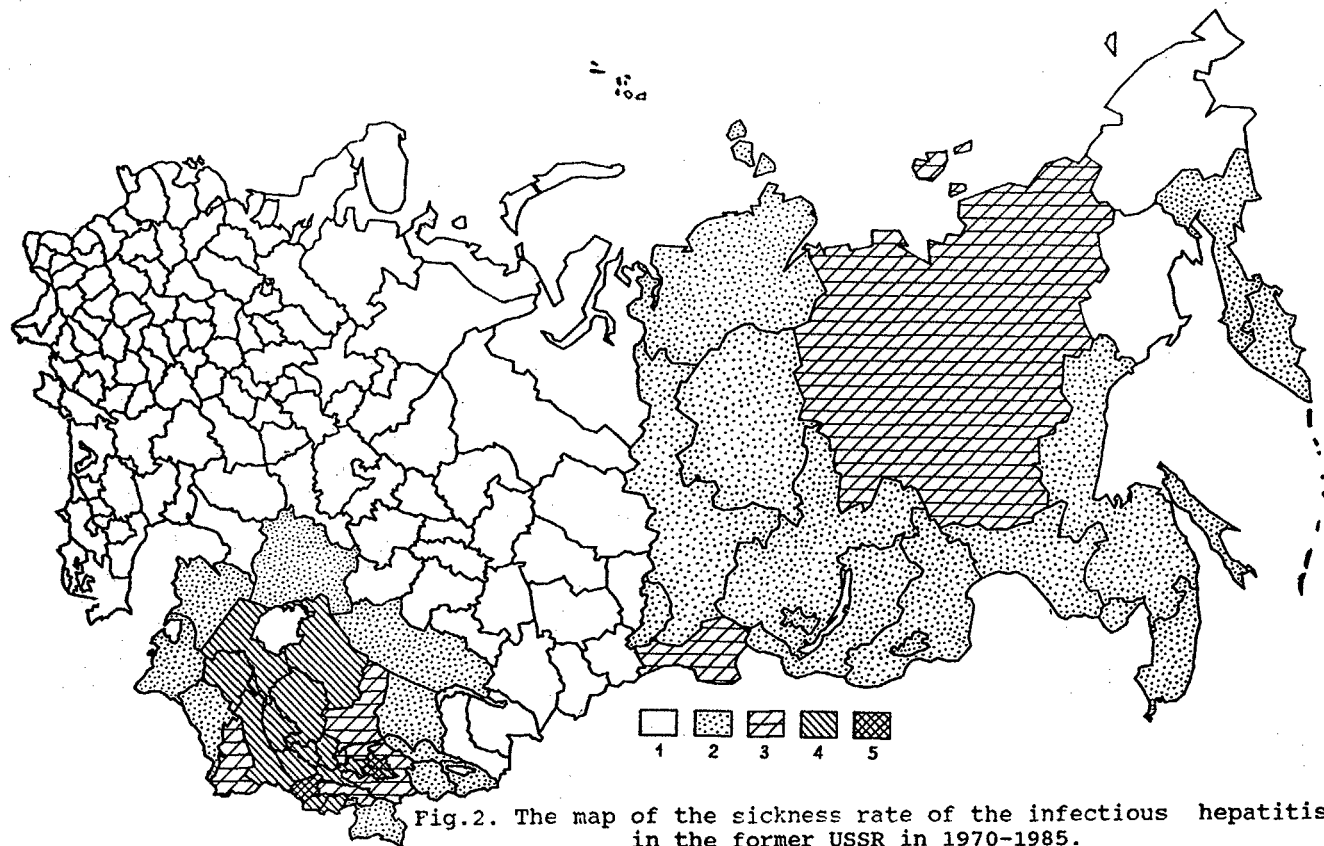 1 2 3 4 5
Fig.2. The map of the sickness rate of the infectious hepatitis
in the former USSR in 1970-1985.